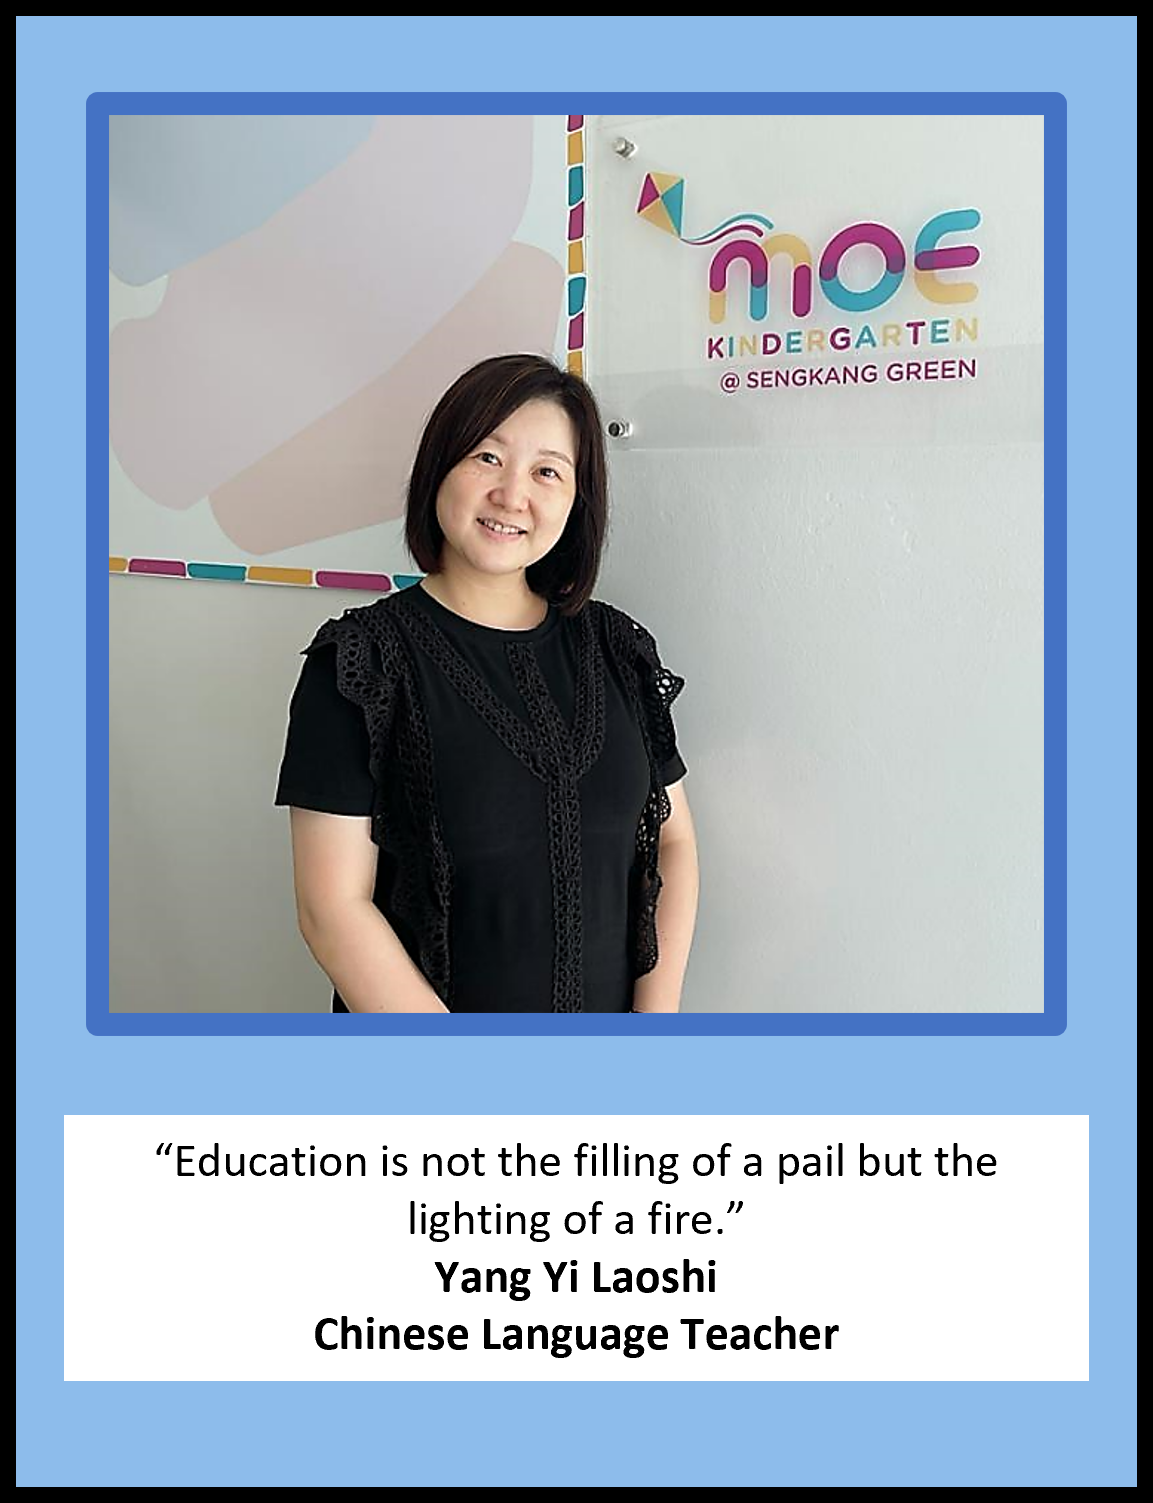 moe
KINDERGARTEN
@ SENGKANG GREEN
“Education is not the filling of a pail but the
lighting of a fire.”
Yang Yi Laoshi
Chinese Language Teacher